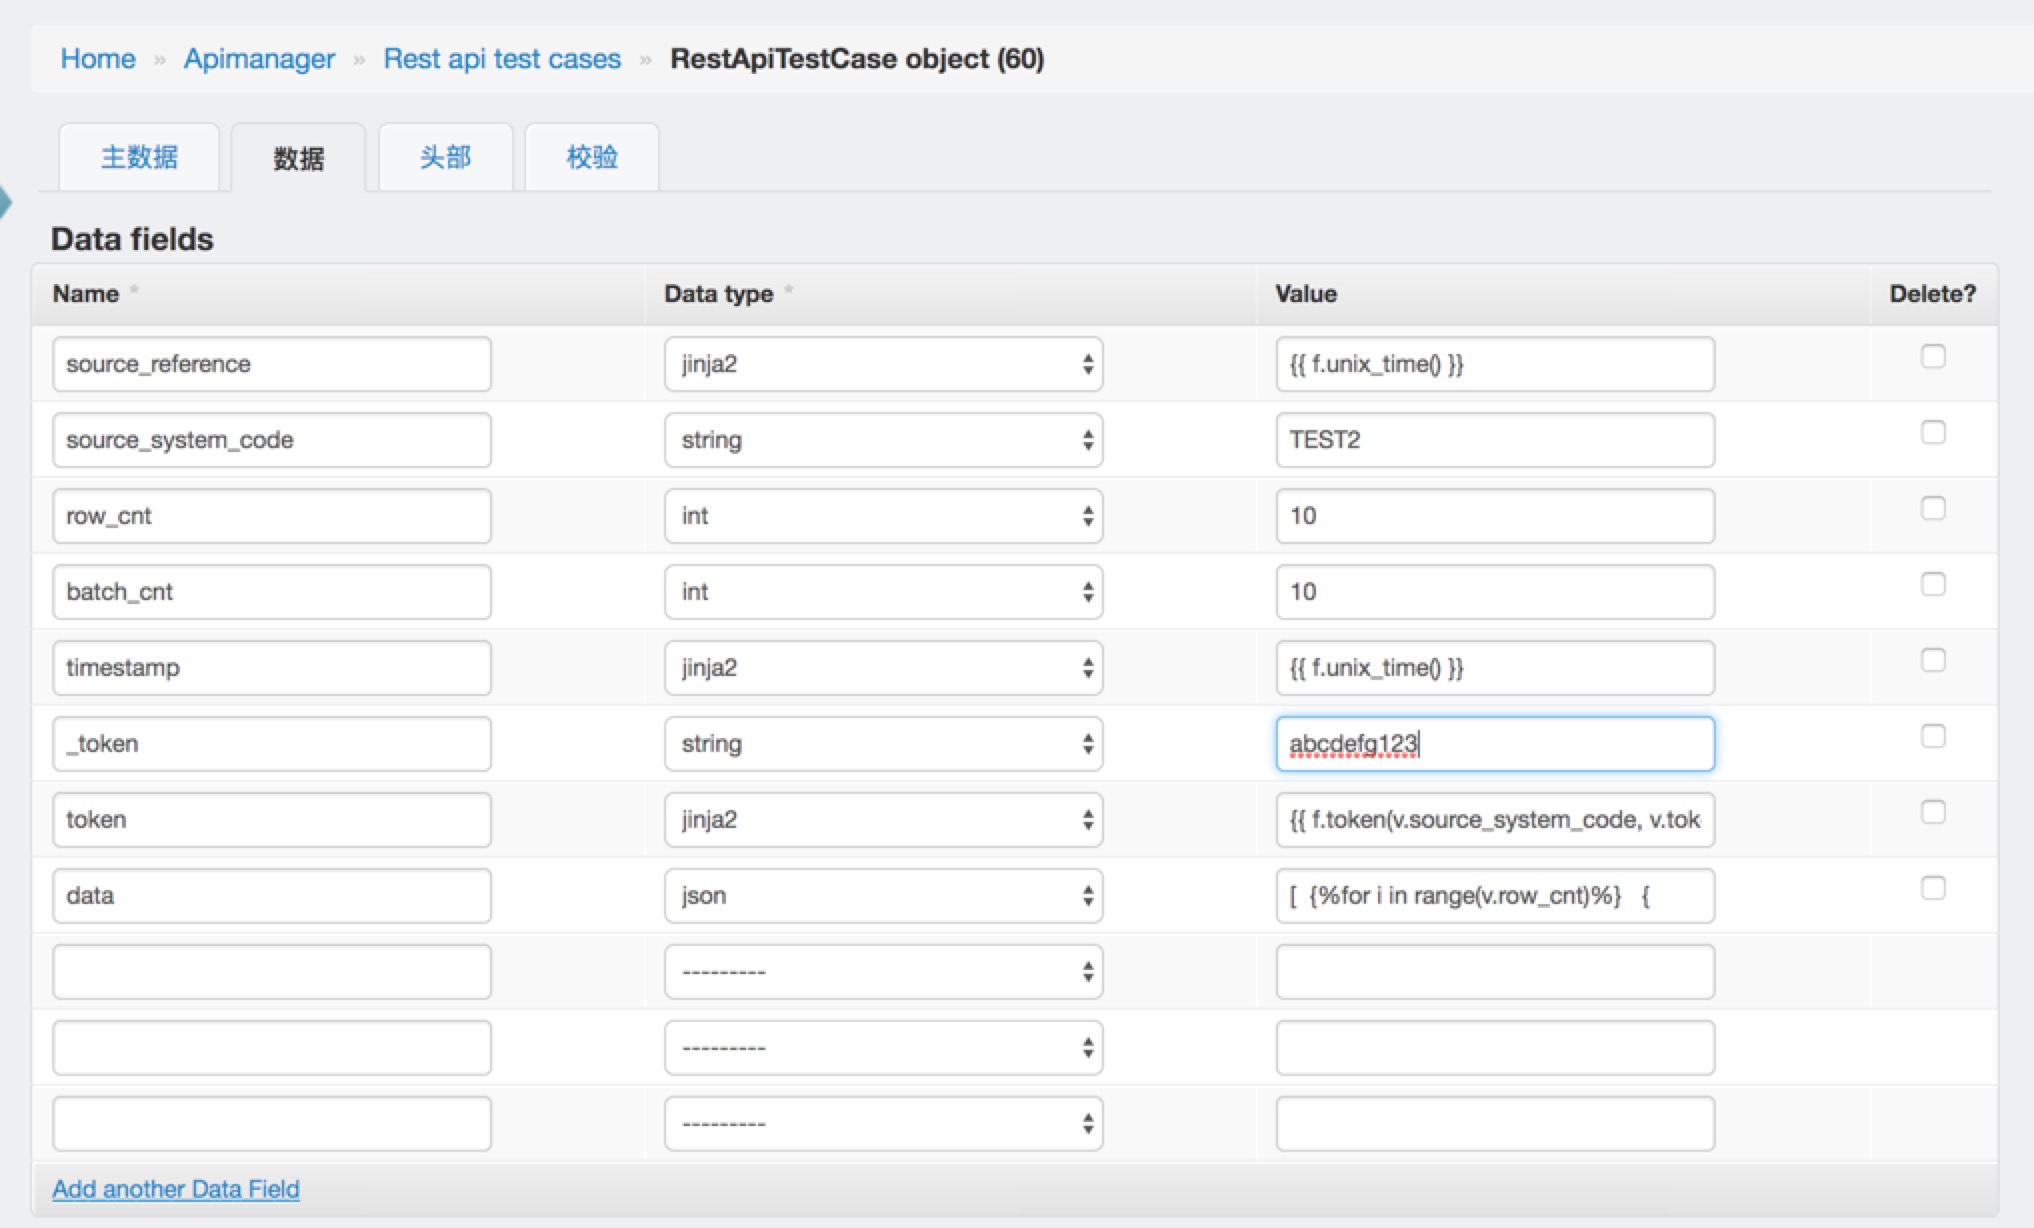 Home » Apimanager » Rest api test cases » RestApiTestCase object (60)
主数据 数据 头部 校验
Data fields
Name * Data type * Value Delete?
source_reference jinja2 {{ f.unix_time() }}
source_system_code string TEST2
row_cnt int 10
batch_cnt int 10
timestamp jinja2 {{ f.unix_time() }}
_token string abcdefg123
token jinja2 {{ f.token(v.source_system_code, v.tok
data json [ {%for i in range(v.row_cnt)%} {
---------
---------
---------
Add another Data Field